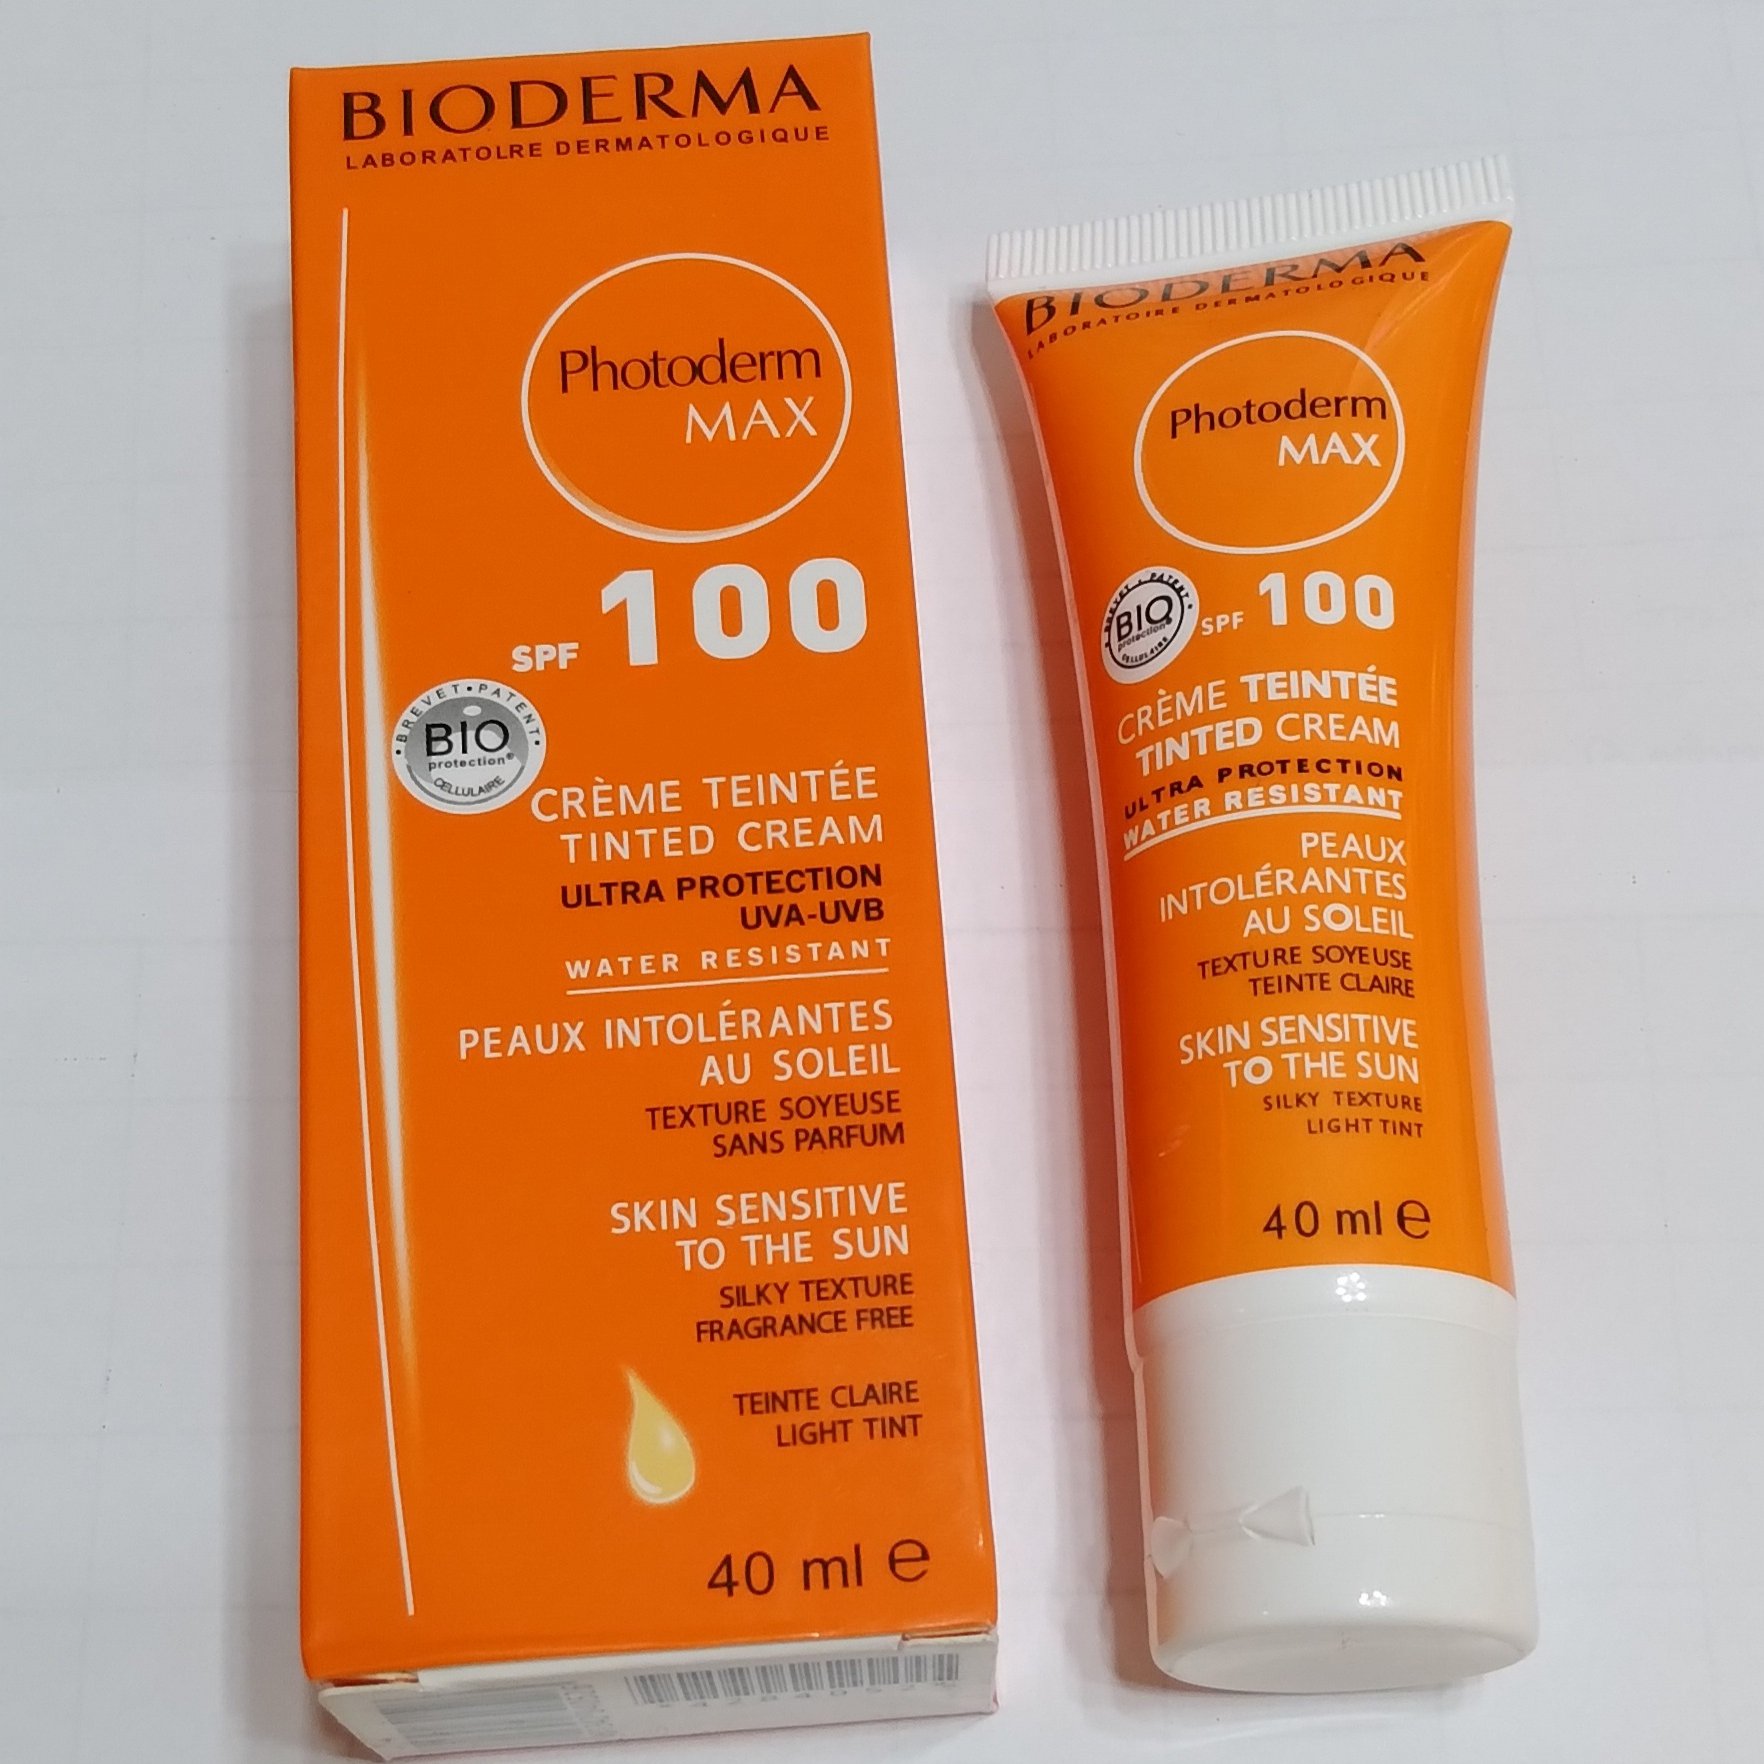 BIODERMA
LABORATOLRE DERMATOLOGIQUE
Photoderm
MAX
SPF 100
BREVET • PATENT
BIO
protection®
CELLULAIRE
CRÈME TEINTÉE
TINTED CREAM
ULTRA PROTECTION
UVA-UVB
WATER RESISTANT
PEAUX INTOLÉRANTES
AU SOLEIL
TEXTURE SOYEUSE
SANS PARFUM
SKIN SENSITIVE
TO THE SUN
SILKY TEXTURE
FRAGRANCE FREE
TEINTE CLAIRE
LIGHT TINT
40 ml e
BIODERMA
LABORATOIRE DERMATOLOGIQUE
Photoderm
MAX
BREVET • PATENT
BIO
protection®
CELLULAIRE
SPF 100
CRÈME TEINTÉE
TINTED CREAM
ULTRA PROTECTION
WATER RESISTANT
PEAUX
INTOLÉRANTES
AU SOLEIL
TEXTURE SOYEUSE
TEINTE CLAIRE
SKIN SENSITIVE
TO THE SUN
SILKY TEXTURE
LIGHT TINT
40 ml e